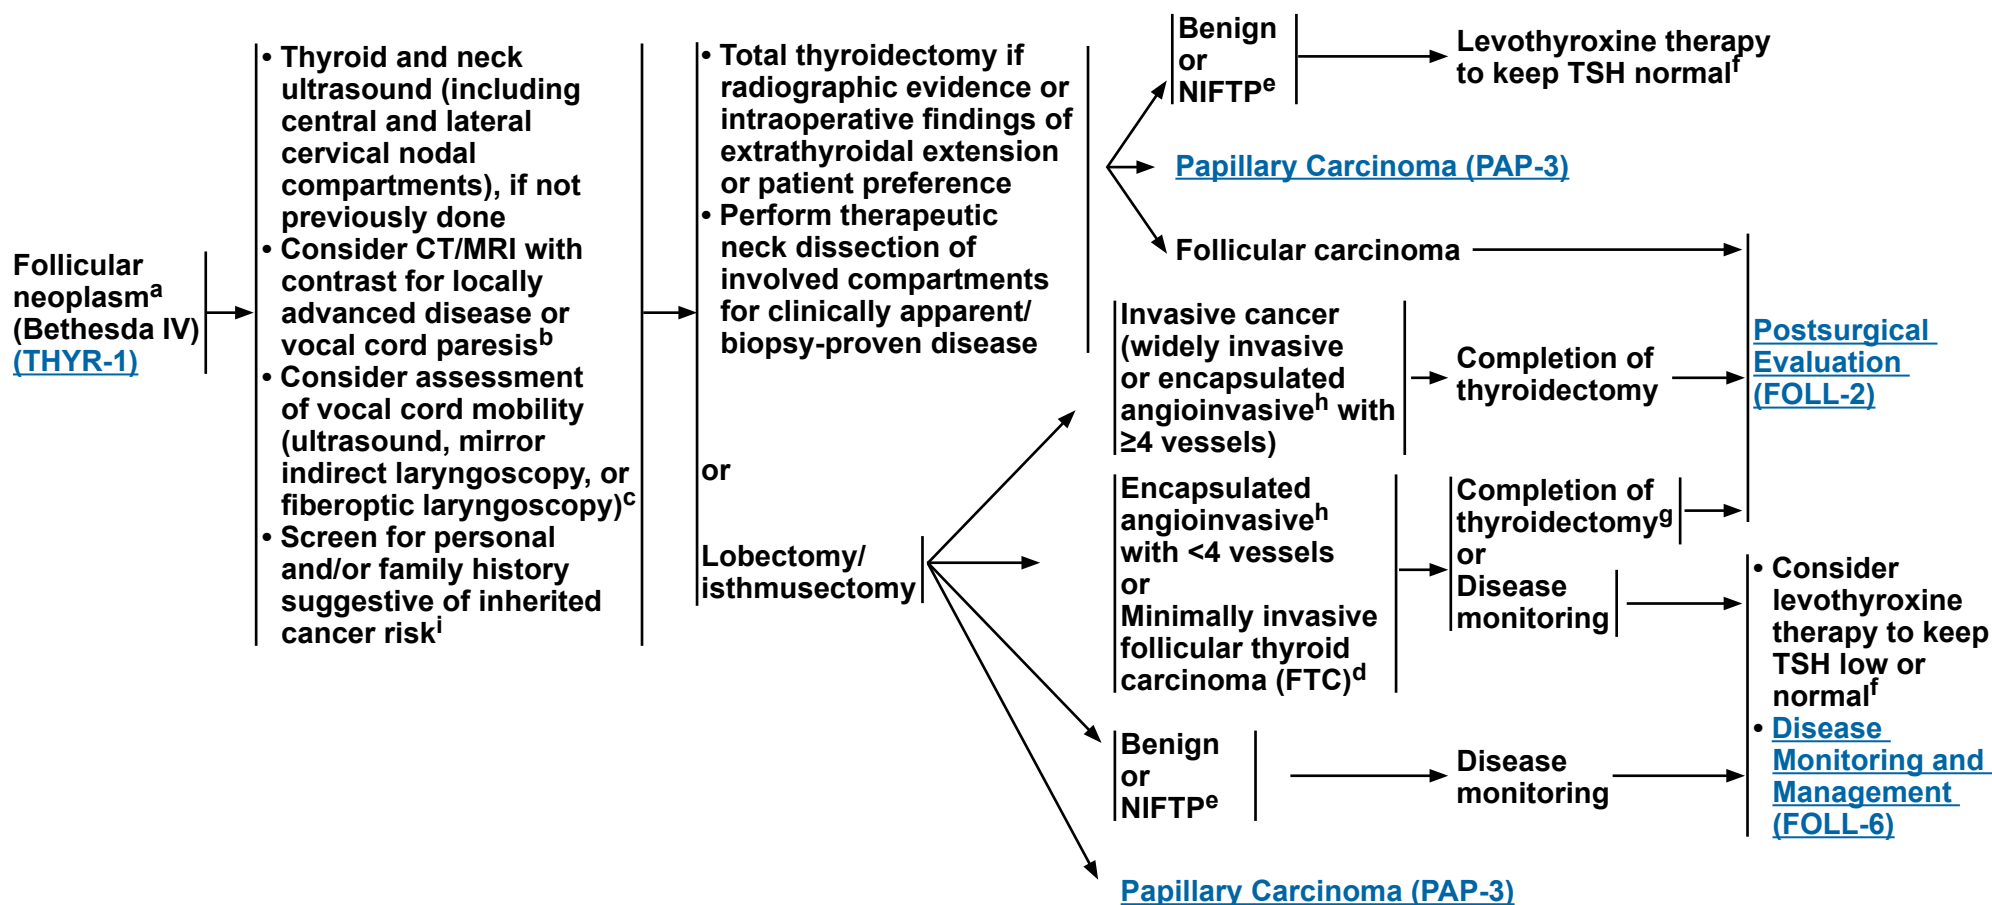 Follicular
neoplasmᵃ
(Bethesda IV)
(THYR-1)
• Thyroid and neck
ultrasound (including
central and lateral
cervical nodal
compartments), if not
previously done
• Consider CT/MRI with
contrast for locally
advanced disease or
vocal cord paresisᵇ
• Consider assessment
of vocal cord mobility
(ultrasound, mirror
indirect laryngoscopy, or
fiberoptic laryngoscopy)ᶜ
• Screen for personal
and/or family history
suggestive of inherited
cancer riskⁱ
• Total thyroidectomy if
radiographic evidence or
intraoperative findings of
extrathyroidal extension
or patient preference
• Perform therapeutic
neck dissection of
involved compartments
for clinically apparent/
biopsy-proven disease
or
Lobectomy/
isthmusectomy
Benign
or
NIFTPᵉ
Levothyroxine therapy
to keep TSH normalᶠ
Papillary Carcinoma (PAP-3)
Follicular carcinoma
Invasive cancer
(widely invasive
or encapsulated
angioinvasiveʰ with
≥4 vessels)
Completion of
thyroidectomy
Postsurgical
Evaluation
(FOLL-2)
Encapsulated
angioinvasiveʰ
with <4 vessels
or
Minimally invasive
follicular thyroid
carcinoma (FTC)ᵈ
Completion of
thyroidectomyᵍ
or
Disease
monitoring
Benign
or
NIFTPᵉ
Disease
monitoring
• Consider
levothyroxine
therapy to keep
TSH low or
normalᶠ
• Disease
Monitoring and
Management
(FOLL-6)
Papillary Carcinoma (PAP-3)